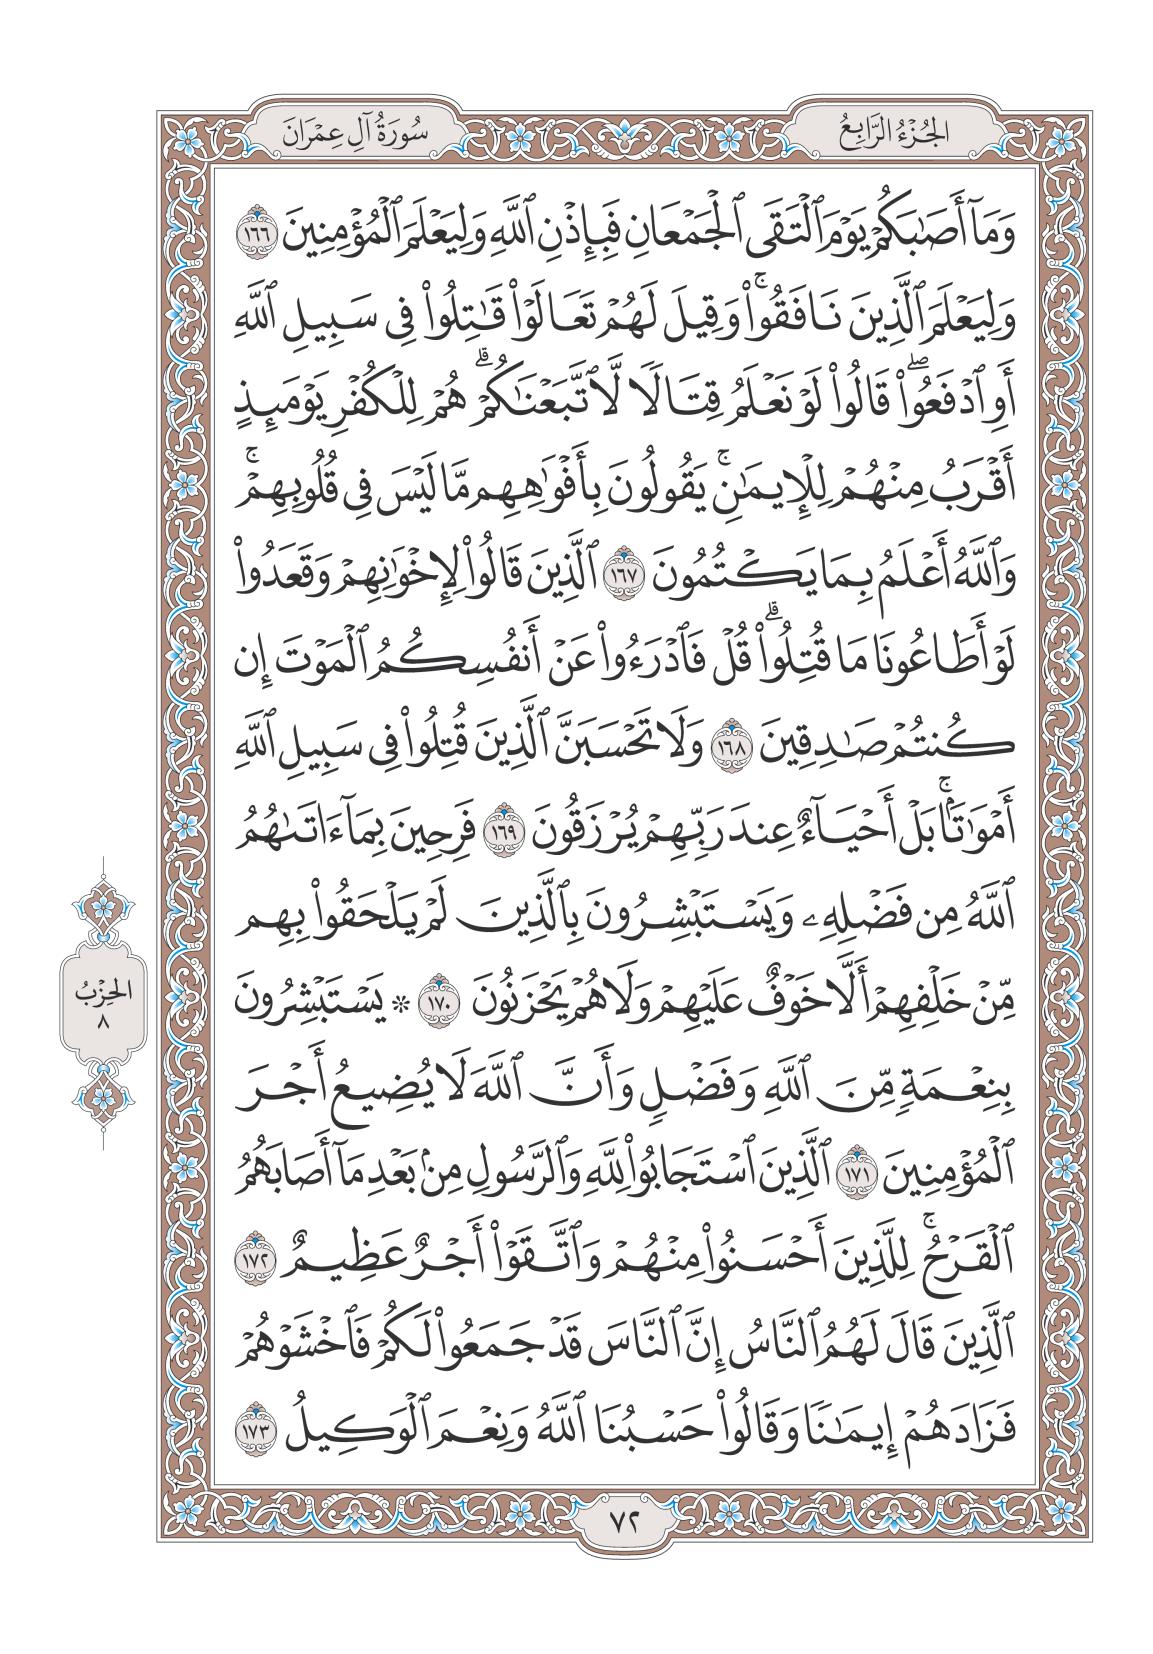 الجُزْءُ الرَّابِعُ
سُورَةُ آلِ عِمْرَانَ
وَمَآ أَصَٰبَكُمْ يَوْمَ ٱلْتَقَى ٱلْجَمْعَانِ فَبِإِذْنِ ٱللَّهِ وَلِيَعْلَمَ ٱلْمُؤْمِنِينَ ١٦٦
وَلِيَعْلَمَ ٱلَّذِينَ نَافَقُوا۟ۚ وَقِيلَ لَهُمْ تَعَالَوْا۟ قَٰتِلُوا۟ فِى سَبِيلِ ٱللَّهِ
أَوِ ٱدْفَعُوا۟ۖ قَالُوا۟ لَوْ نَعْلَمُ قِتَالًا لَّٱتَّبَعْنَٰكُمْۗ هُمْ لِلْكُفْرِ يَوْمَئِذٍ
أَقْرَبُ مِنْهُمْ لِلْإِيمَٰنِۚ يَقُولُونَ بِأَفْوَٰهِهِم مَّا لَيْسَ فِى قُلُوبِهِمْۚ
وَٱللَّهُ أَعْلَمُ بِمَا يَكْتُمُونَ ١٦٧ ٱلَّذِينَ قَالُوا۟ لِإِخْوَٰنِهِمْ وَقَعَدُوا۟
لَوْ أَطَاعُونَا مَا قُتِلُوا۟ۗ قُلْ فَٱدْرَءُوا۟ عَنْ أَنفُسِكُمُ ٱلْمَوْتَ إِن
كُنتُمْ صَٰدِقِينَ ١٦٨ وَلَا تَحْسَبَنَّ ٱلَّذِينَ قُتِلُوا۟ فِى سَبِيلِ ٱللَّهِ
أَمْوَٰتًۢاۚ بَلْ أَحْيَآءٌ عِندَ رَبِّهِمْ يُرْزَقُونَ ١٦٩ فَرِحِينَ بِمَآ ءَاتَىٰهُمُ
ٱللَّهُ مِن فَضْلِهِۦ وَيَسْتَبْشِرُونَ بِٱلَّذِينَ لَمْ يَلْحَقُوا۟ بِهِم
مِّنْ خَلْفِهِمْ أَلَّا خَوْفٌ عَلَيْهِمْ وَلَا هُمْ يَحْزَنُونَ ١٧٠ ۞ يَسْتَبْشِرُونَ
بِنِعْمَةٍ مِّنَ ٱللَّهِ وَفَضْلٍ وَأَنَّ ٱللَّهَ لَا يُضِيعُ أَجْرَ
ٱلْمُؤْمِنِينَ ١٧١ ٱلَّذِينَ ٱسْتَجَابُوا۟ لِلَّهِ وَٱلرَّسُولِ مِنۢ بَعْدِ مَآ أَصَابَهُمُ
ٱلْقَرْحُۚ لِلَّذِينَ أَحْسَنُوا۟ مِنْهُمْ وَٱتَّقَوْا۟ أَجْرٌ عَظِيمٌ ١٧٢
ٱلَّذِينَ قَالَ لَهُمُ ٱلنَّاسُ إِنَّ ٱلنَّاسَ قَدْ جَمَعُوا۟ لَكُمْ فَٱخْشَوْهُمْ
فَزَادَهُمْ إِيمَٰنًا وَقَالُوا۟ حَسْبُنَا ٱللَّهُ وَنِعْمَ ٱلْوَكِيلُ ١٧٣
الحِزْبُ
٨
٧٢